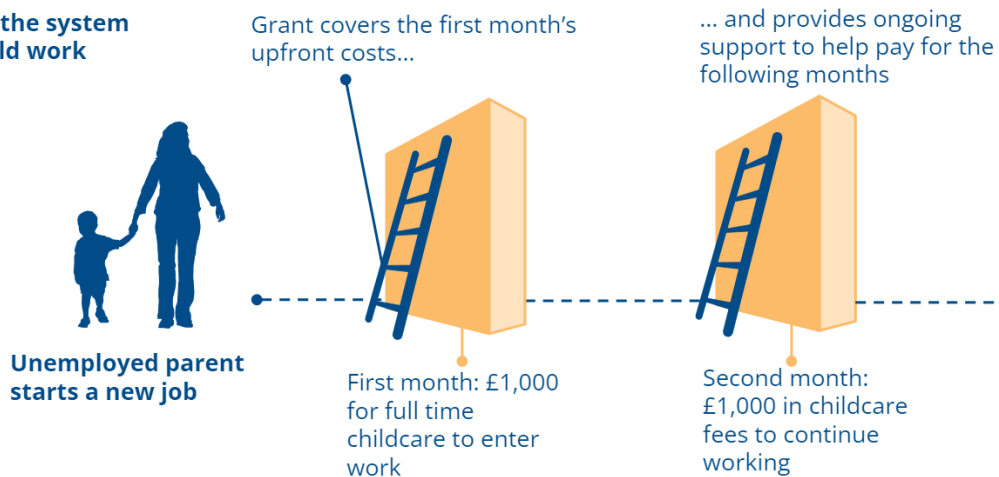 the system
ld work
Grant covers the first month’s
upfront costs...
... and provides ongoing
support to help pay for the
following months
Unemployed parent
starts a new job
First month: £1,000
for full time
childcare to enter
work
Second month:
£1,000 in childcare
fees to continue
working